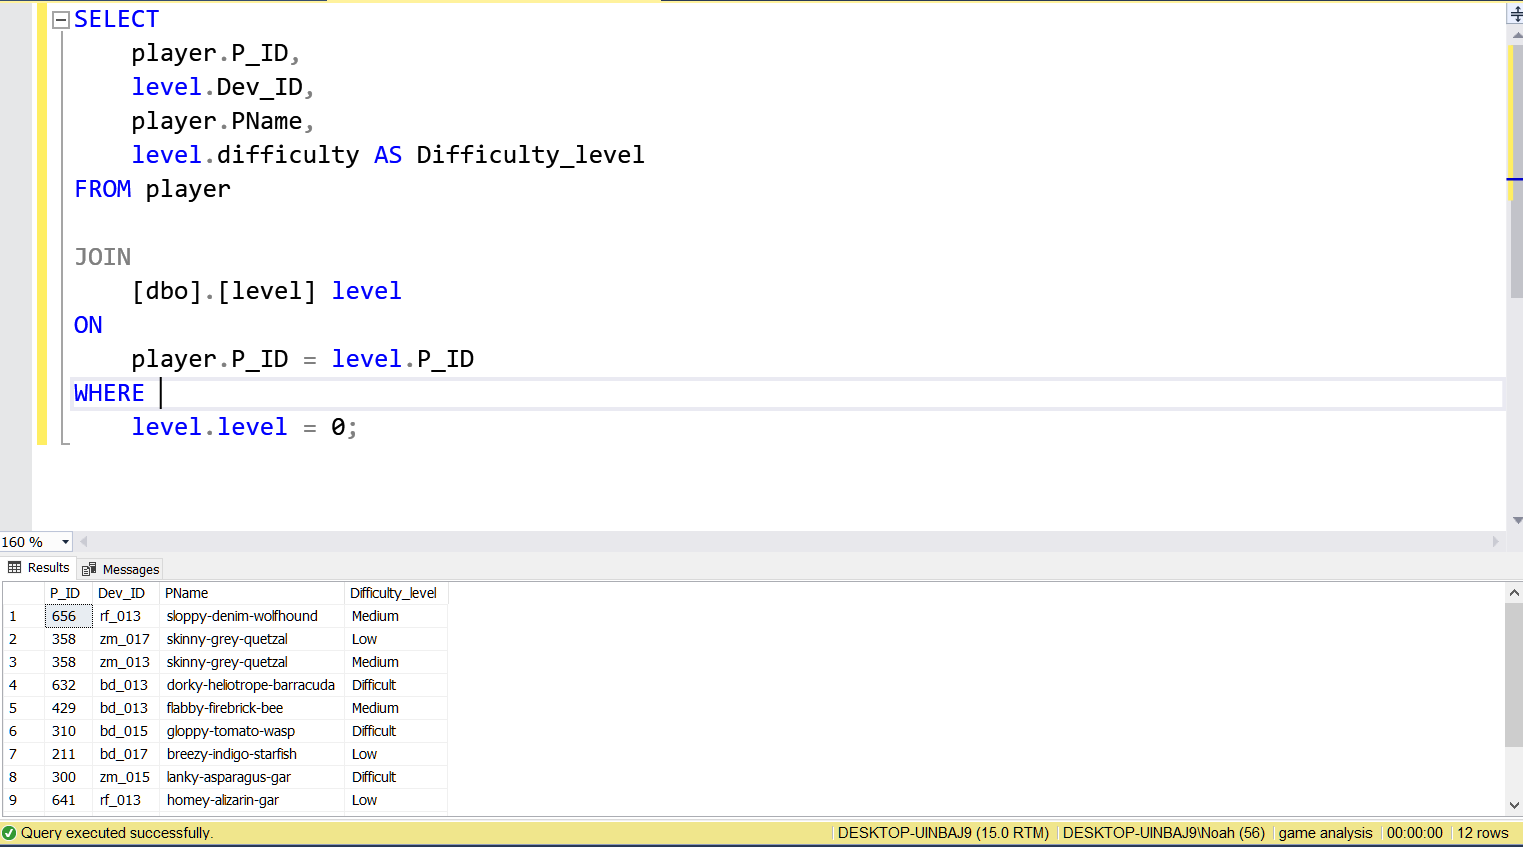 SELECT
player.P_ID,
level.Dev_ID,
player.PName,
level.difficulty AS Difficulty_level
FROM player
JOIN
[dbo].[level] level
ON
player.P_ID = level.P_ID
WHERE
level.level = 0;
160 %
Results Messages
P_ID Dev_ID PName Difficulty_level
1 656 rf_013 sloppy-denim-wolfhound Medium
2 358 zm_017 skinny-grey-quetzal Low
3 358 zm_013 skinny-grey-quetzal Medium
4 632 bd_013 dorky-heliotrope-barracuda Difficult
5 429 bd_013 flabby-firebrick-bee Medium
6 310 bd_015 gloppy-tomato-wasp Difficult
7 211 bd_017 breezy-indigo-starfish Low
8 300 zm_015 lanky-asparagus-gar Difficult
9 641 rf_013 homey-alizarin-gar Low
Query executed successfully. DESKTOP-UINBAJ9 (15.0 RTM) DESKTOP-UINBAJ9\Noah (56) game analysis 00:00:00 12 rows